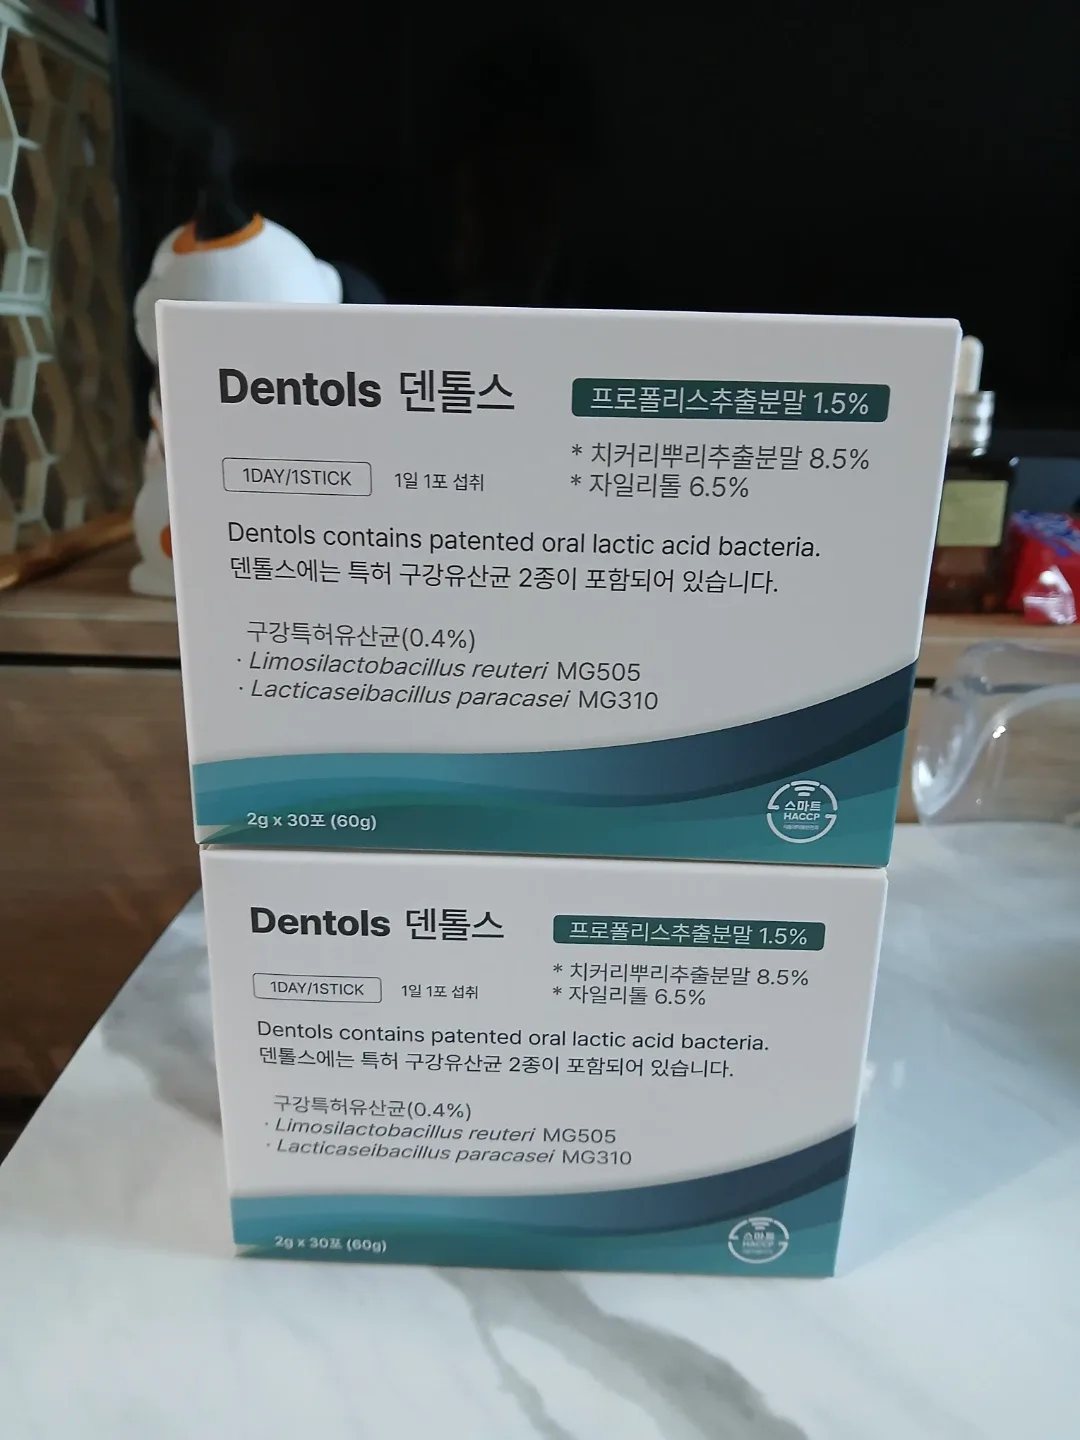 Dentols 덴톨스
프로폴리스추출분말 1.5%
* 치커리뿌리추출분말 8.5%
* 자일리톨 6.5%
1DAY/1STICK 1일 1포 섭취
Dentols contains patented oral lactic acid bacteria.
덴톨스에는 특허 구강유산균 2종이 포함되어 있습니다.
구강특허유산균(0.4%)
· Limosilactobacillus reuteri MG505
· Lacticaseibacillus paracasei MG310
2g x 30포 (60g)
스마트
HACCP
Dentols 덴톨스
프로폴리스추출분말 1.5%
* 치커리뿌리추출분말 8.5%
* 자일리톨 6.5%
1DAY/1STICK 1일 1포 섭취
Dentols contains patented oral lactic acid bacteria.
덴톨스에는 특허 구강유산균 2종이 포함되어 있습니다.
구강특허유산균(0.4%)
· Limosilactobacillus reuteri MG505
· Lacticaseibacillus paracasei MG310
2g x 30포 (60g)
스마트
HACCP